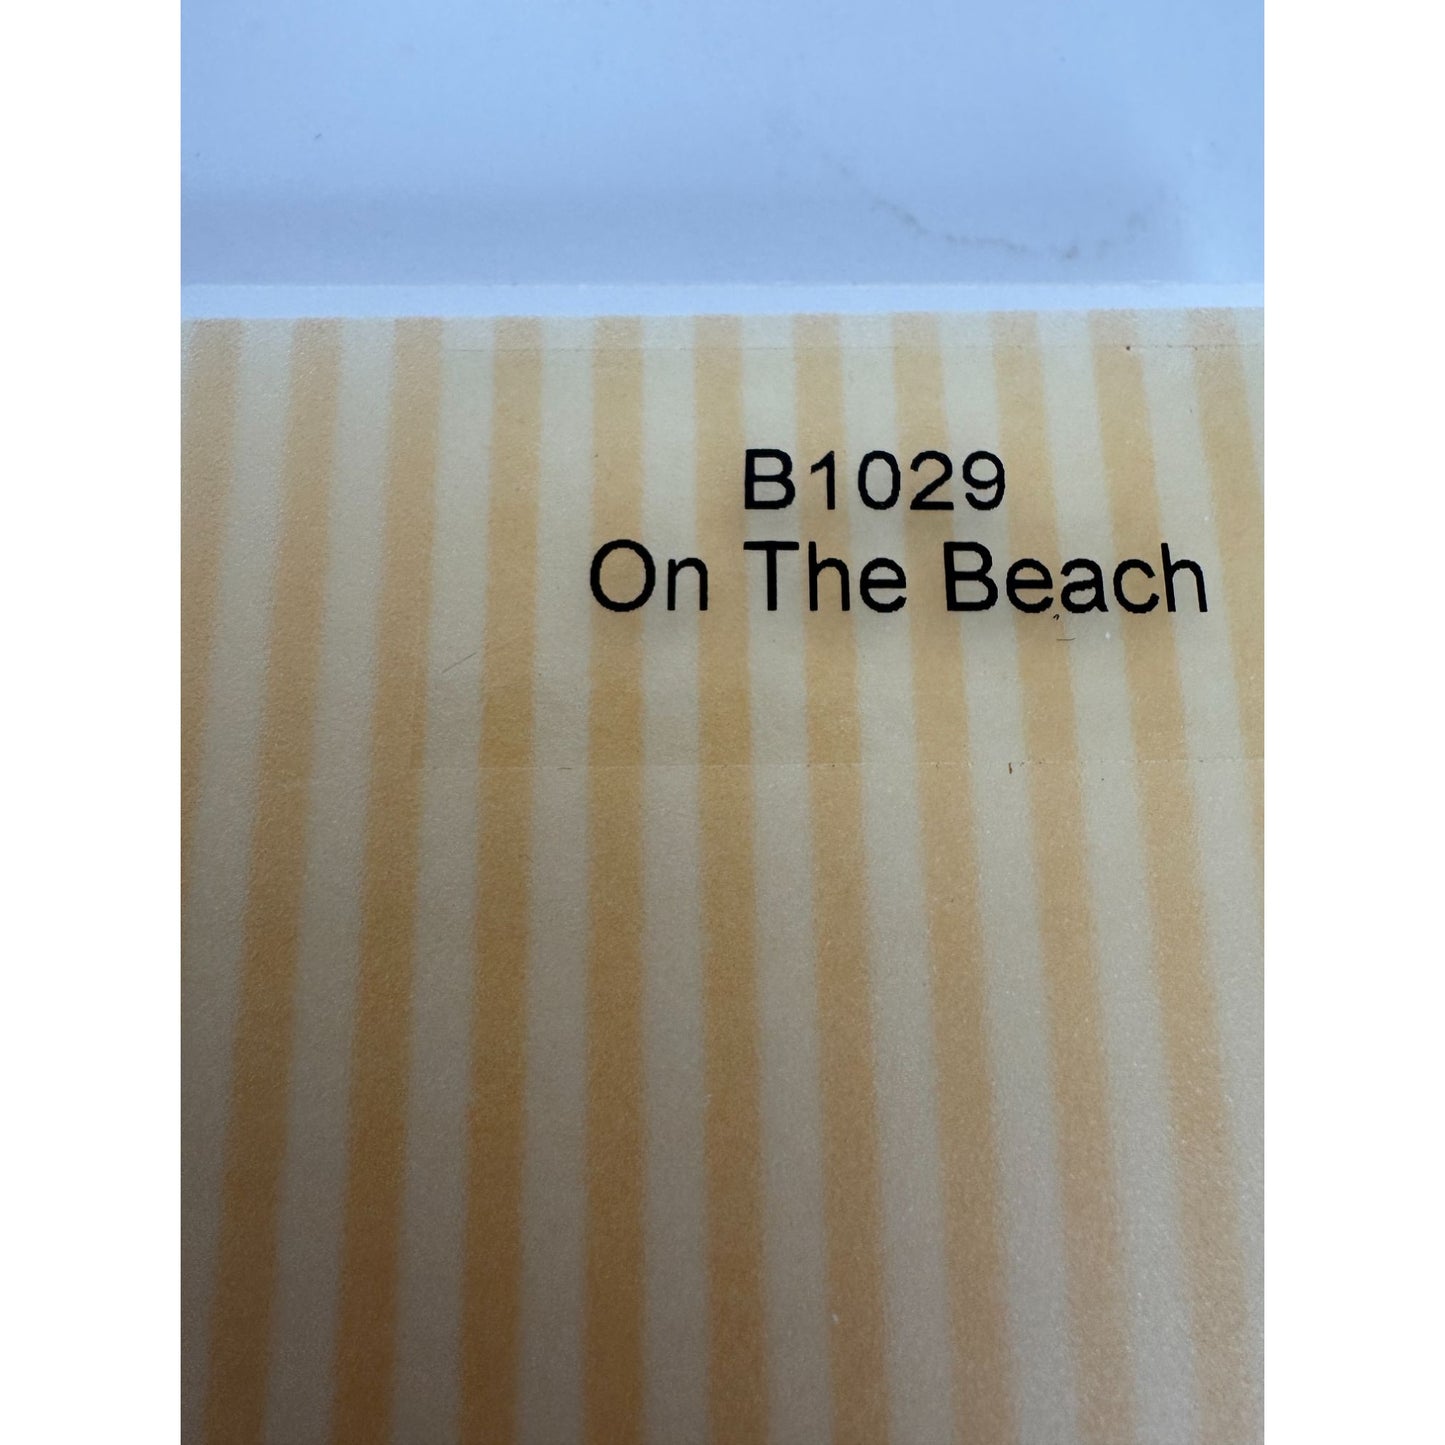 B1029
On The Beach